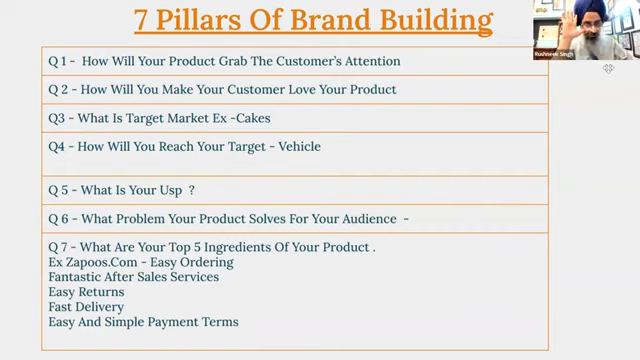 7 Pillars Of Brand Building
Rushneek Singh
Q 1 - How Will Your Product Grab The Customer's Attention
Q 2 - How Will You Make Your Customer Love Your Product
Q3 - What Is Target Market Ex -Cakes
Q4 - How Will You Reach Your Target - Vehicle
Q 5 - What Is Your Usp ?
Q 6 - What Problem Your Product Solves For Your Audience -
Q 7 - What Are Your Top 5 Ingredients Of Your Product .
Ex Zapoos.Com - Easy Ordering
Fantastic After Sales Services
Easy Returns
Fast Delivery
Easy And Simple Payment Terms